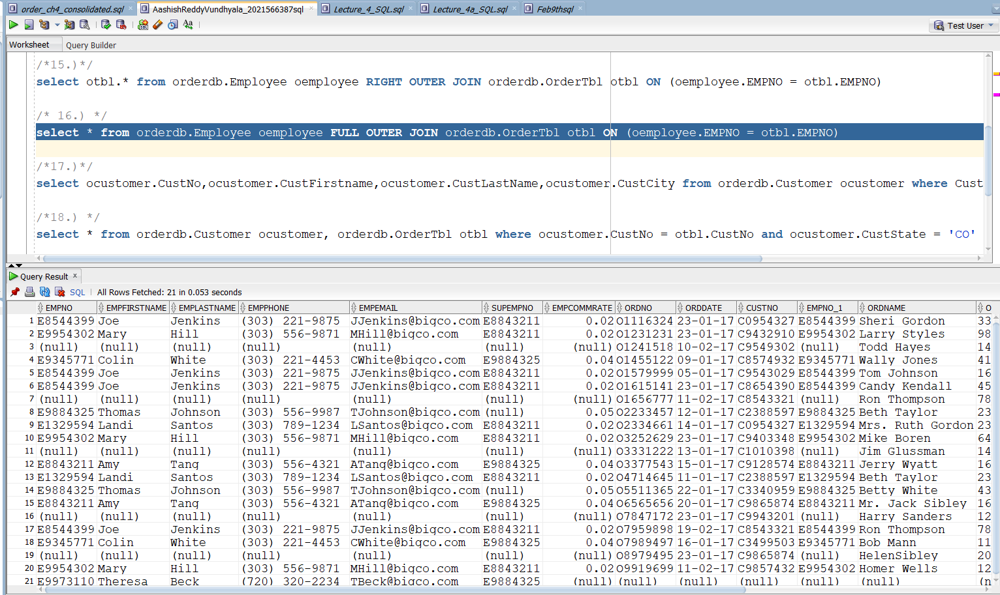 order_ch4_consolidated.sql AashishReddyVundhyala_2021566387sql Lecture_4_SQL.sql Lecture_4a_SQL.sql Feb9thsql
Test User
Worksheet Query Builder
/*15.)*/
select otbl.* from orderdb.Employee oemployee RIGHT OUTER JOIN orderdb.OrderTbl otbl ON (oemployee.EMPNO = otbl.EMPNO)
/* 16.) */
select * from orderdb.Employee oemployee FULL OUTER JOIN orderdb.OrderTbl otbl ON (oemployee.EMPNO = otbl.EMPNO)
/*17.)*/
select ocustomer.CustNo,ocustomer.CustFirstname,ocustomer.CustLastName,ocustomer.CustCity from orderdb.Customer ocustomer where Cust
/*18.) */
select * from orderdb.Customer ocustomer, orderdb.OrderTbl otbl where ocustomer.CustNo = otbl.CustNo and ocustomer.CustState = 'CO'
Query Result
SQL All Rows Fetched: 21 in 0.053 seconds
EMPNO EMPFIRSTNAME EMPLASTNAME EMPPHONE EMPEMAIL SUPEMPNO EMPCOMMRATE ORDNO ORDDATE CUSTNO EMPNO_1 ORDNAME O
1 E8544399 Joe Jenkins (303) 221-9875 JJenkins@bigco.com E8843211 0.02 O1116324 23-01-17 C0954327 E8544399 Sheri Gordon 33
2 E9954302 Mary Hill (303) 556-9871 MHill@bigco.com E8843211 0.02 O1231231 23-01-17 C9432910 E9954302 Larry Styles 98
3 (null) (null) (null) (null) (null) (null) (null) O1241518 10-02-17 C9549302 (null) Todd Hayes 14
4 E9345771 Colin White (303) 221-4453 CWhite@bigco.com E9884325 0.04 O1455122 09-01-17 C8574932 E9345771 Wally Jones 41
5 E8544399 Joe Jenkins (303) 221-9875 JJenkins@bigco.com E8843211 0.02 O1579999 05-01-17 C9543029 E8544399 Tom Johnson 16
6 E8544399 Joe Jenkins (303) 221-9875 JJenkins@bigco.com E8843211 0.02 O1615141 23-01-17 C8654390 E8544399 Candy Kendall 45
7 (null) (null) (null) (null) (null) (null) (null) O1656777 11-02-17 C8543321 (null) Ron Thompson 78
8 E9884325 Thomas Johnson (303) 556-9987 TJohnson@bigco.com (null) 0.05 O2233457 12-01-17 C2388597 E9884325 Beth Taylor 23
9 E1329594 Landi Santos (303) 789-1234 LSantos@bigco.com E8843211 0.02 O2334661 14-01-17 C0954327 E1329594 Mrs. Ruth Gordon 23
10 E9954302 Mary Hill (303) 556-9871 MHill@bigco.com E8843211 0.02 O3252629 23-01-17 C9403348 E9954302 Mike Boren 64
11 (null) (null) (null) (null) (null) (null) (null) O3331222 13-01-17 C1010398 (null) Jim Glussman 14
12 E8843211 Amy Tang (303) 556-4321 ATang@bigco.com E9884325 0.04 O3377543 15-01-17 C9128574 E8843211 Jerry Wyatt 16
13 E1329594 Landi Santos (303) 789-1234 LSantos@bigco.com E8843211 0.02 O4714645 11-01-17 C2388597 E1329594 Beth Taylor 23
14 E9884325 Thomas Johnson (303) 556-9987 TJohnson@bigco.com (null) 0.05 O5511365 22-01-17 C3340959 E9884325 Betty White 43
15 E8843211 Amy Tang (303) 556-4321 ATang@bigco.com E9884325 0.04 O6565656 20-01-17 C9865874 E8843211 Mr. Jack Sibley 16
16 (null) (null) (null) (null) (null) (null) (null) O7847172 23-01-17 C9943201 (null) Harry Sanders 12
17 E8544399 Joe Jenkins (303) 221-9875 JJenkins@bigco.com E8843211 0.02 O7959898 19-02-17 C8543321 E8544399 Ron Thompson 78
18 E9345771 Colin White (303) 221-4453 CWhite@bigco.com E9884325 0.04 O7989497 16-01-17 C3499503 E9345771 Bob Mann 11
19 (null) (null) (null) (null) (null) (null) (null) O8979495 23-01-17 C9865874 (null) HelenSibley 20
20 E9954302 Mary Hill (303) 556-9871 MHill@bigco.com E8843211 0.02 O9919699 11-02-17 C9857432 E9954302 Homer Wells 12
21 E9973110 Theresa Beck (720) 320-2234 TBeck@bigco.com E9884325 (null) (null) (null) (null) (null) (null) (n